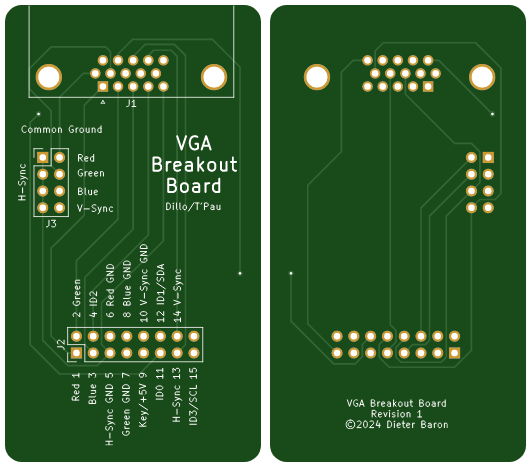 J1
Common Ground
VGA
Breakout
Board
Dillo/T'Pau
H-Sync
Red
Green
Blue
V-Sync
J3
2 Green
4 ID2
6 Red GND
8 Blue GND
10 V-Sync GND
12 ID1/SDA
14 V-Sync
J2
Red 1
Blue 3
H-Sync GND 5
Green GND 7
Key/+5V 9
ID0 11
H-Sync 13
ID3/SCL 15
VGA Breakout Board
Revision 1
©2024 Dieter Baron